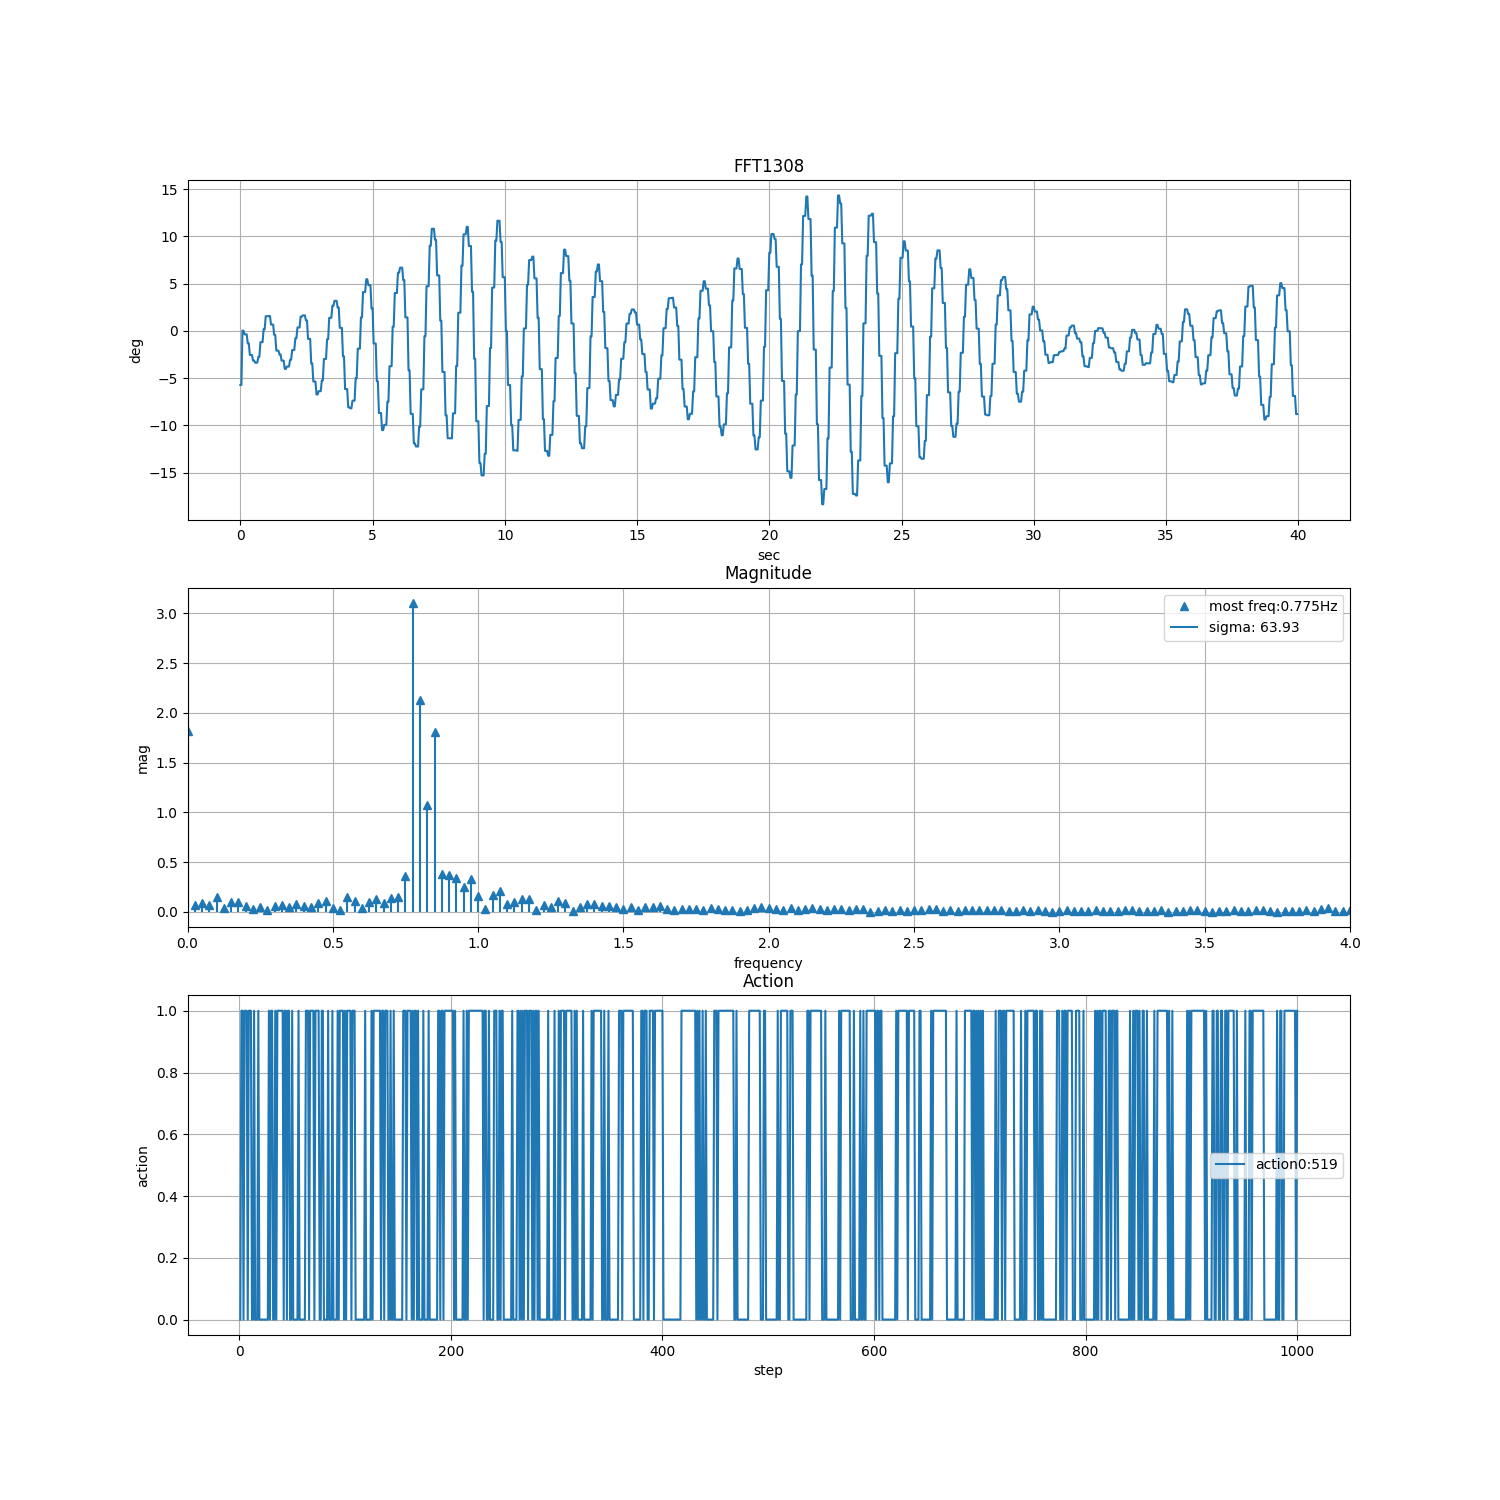 FFT1308
15
10
5
0
−5
−10
−15
deg
0 5 10 15 20 25 30 35 40
sec
Magnitude
3.0
2.5
2.0
1.5
1.0
0.5
0.0
mag
most freq:0.775Hz
sigma: 63.93
0.0 0.5 1.0 1.5 2.0 2.5 3.0 3.5 4.0
frequency
Action
1.0
0.8
0.6
0.4
0.2
0.0
action
action0:519
0 200 400 600 800 1000
step